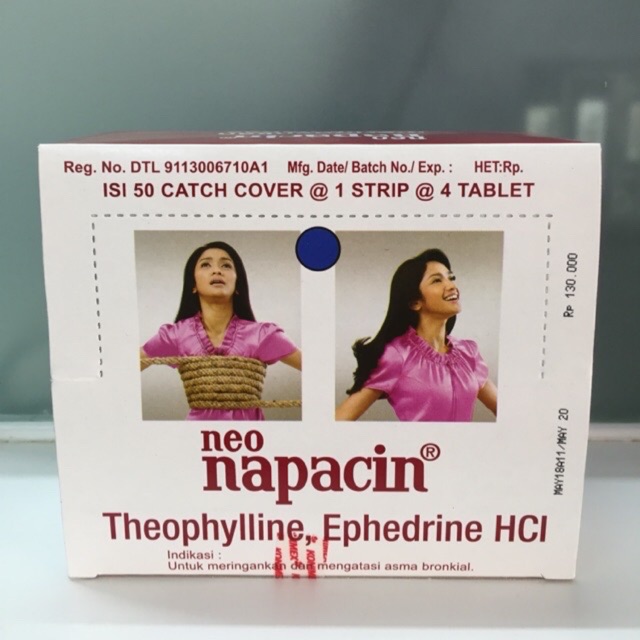 Reg. No. DTL 9113006710A1 Mfg. Date/ Batch No./ Exp. : HET:Rp.
ISI 50 CATCH COVER @ 1 STRIP @ 4 TABLET
Rp 130.000
MAY18A11/MAY 20
neo
napacin®
Theophylline, Ephedrine HCl
Indikasi :
Untuk meringankan dan mengatasi asma bronkial.